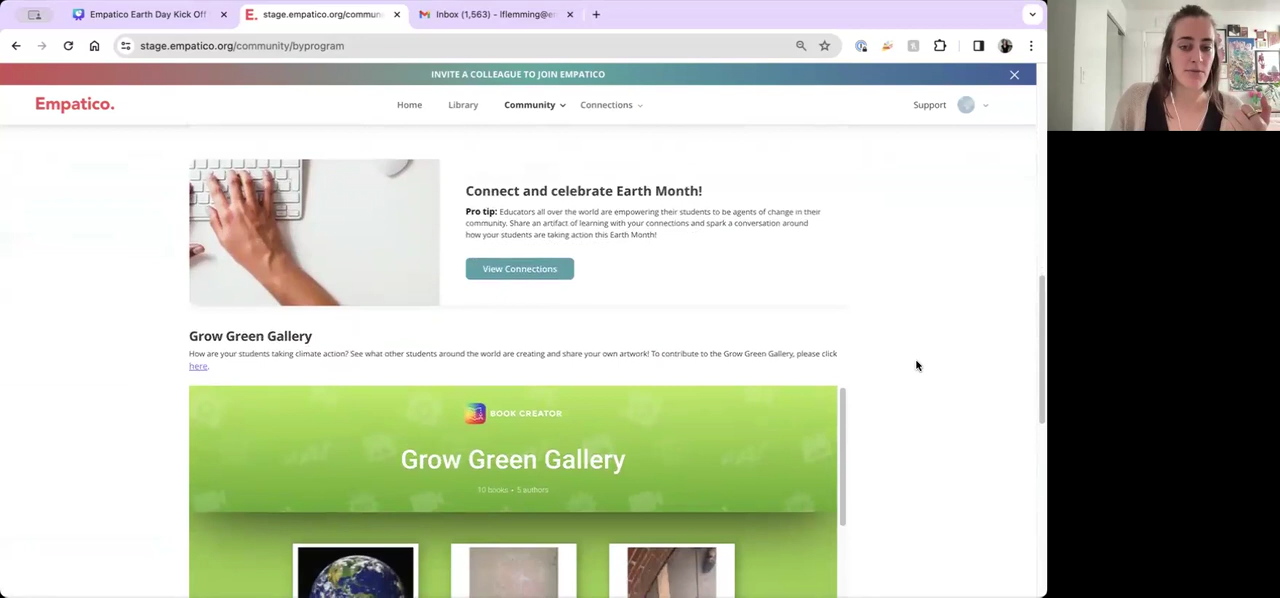 Empatico Earth Day Kick Off
stage.empatico.org/commun
Inbox (1,563) - lflemming@e
stage.empatico.org/community/byprogram
INVITE A COLLEAGUE TO JOIN EMPATICO
Empatico.
Home
Library
Community
Connections
Support
Connect and celebrate Earth Month!
Pro tip: Educators all over the world are empowering their students to be agents of change in their
community. Share an artifact of learning with your connections and spark a conversation around
how your students are taking action this Earth Month!
View Connections
Grow Green Gallery
How are your students taking climate action? See what other students around the world are creating and share your own artwork! To contribute to the Grow Green Gallery, please click
here.
BOOK CREATOR
Grow Green Gallery
10 books • 5 authors